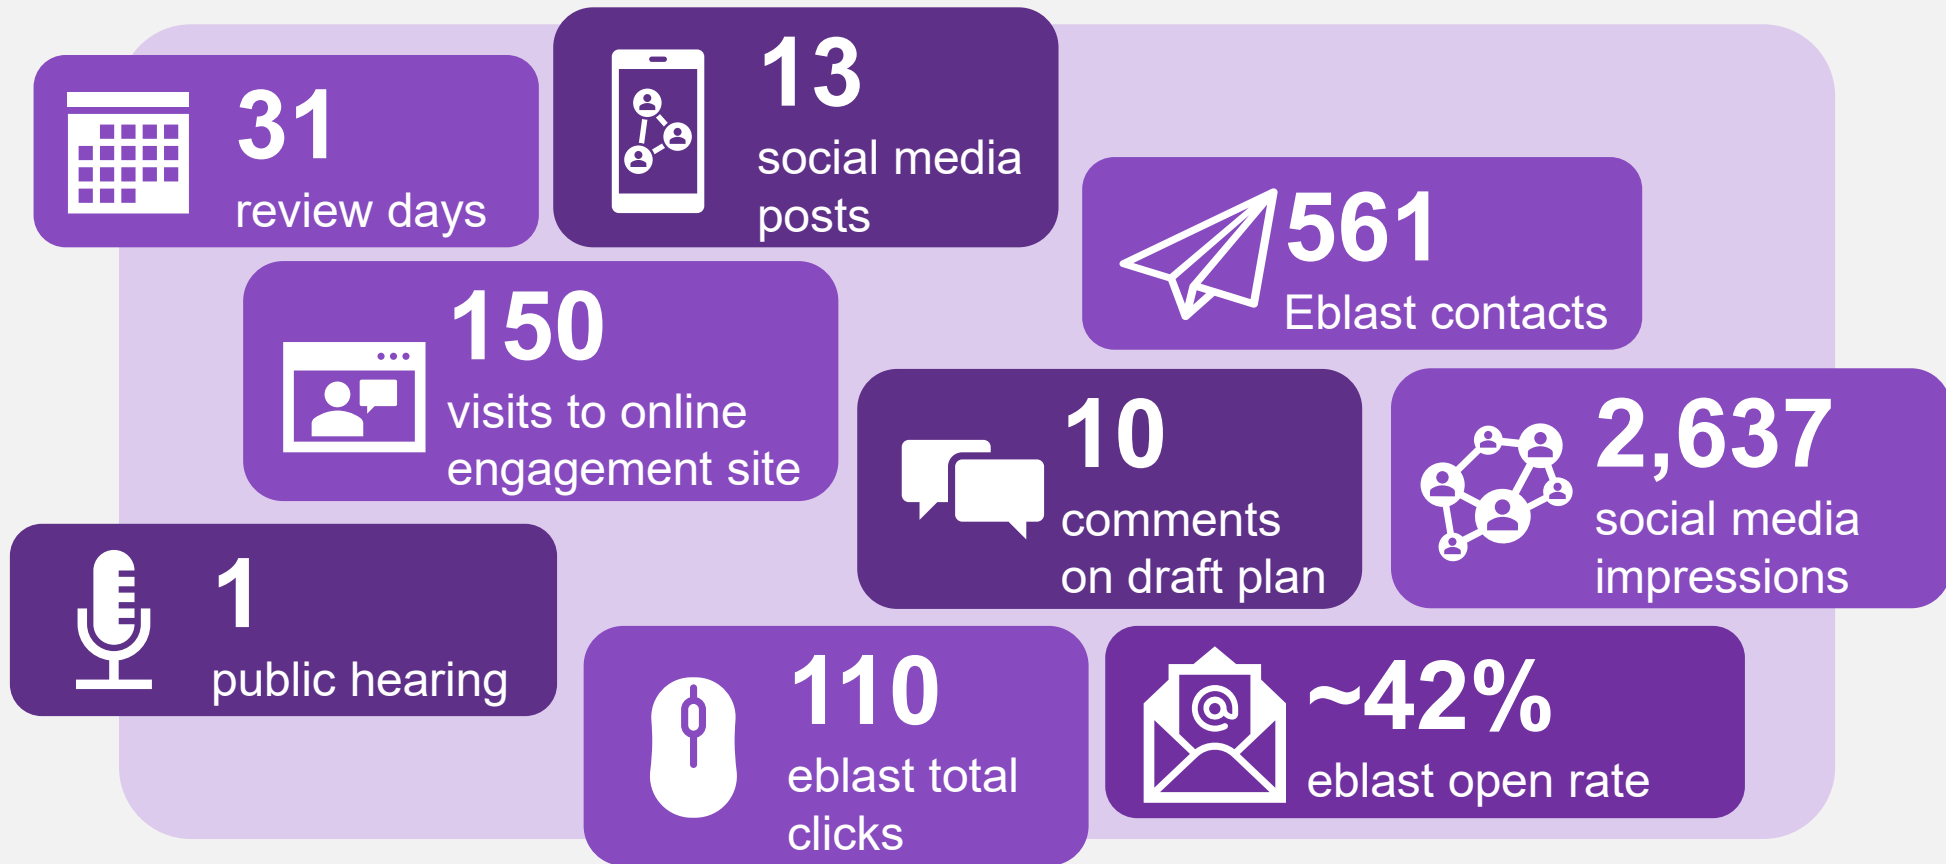 31
review days
13
social media
posts
561
Eblast contacts
150
visits to online
engagement site
10
comments
on draft plan
2,637
social media
impressions
1
public hearing
110
eblast total
clicks
~42%
eblast open rate